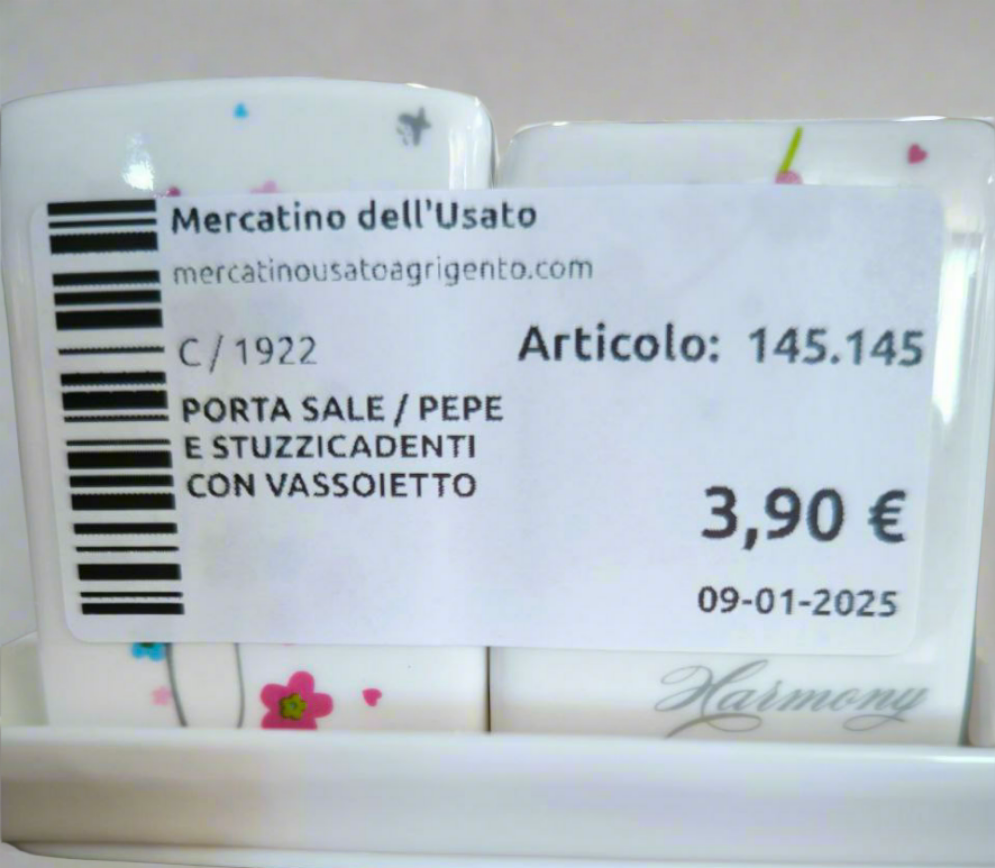 Mercatino dell'Usato
mercatinousatoagrigento.com
C/1922
Articolo: 145.145
PORTA SALE / PEPE
E STUZZICADENTI
CON VASSOIETTO
3,90 €
09-01-2025
Harmony